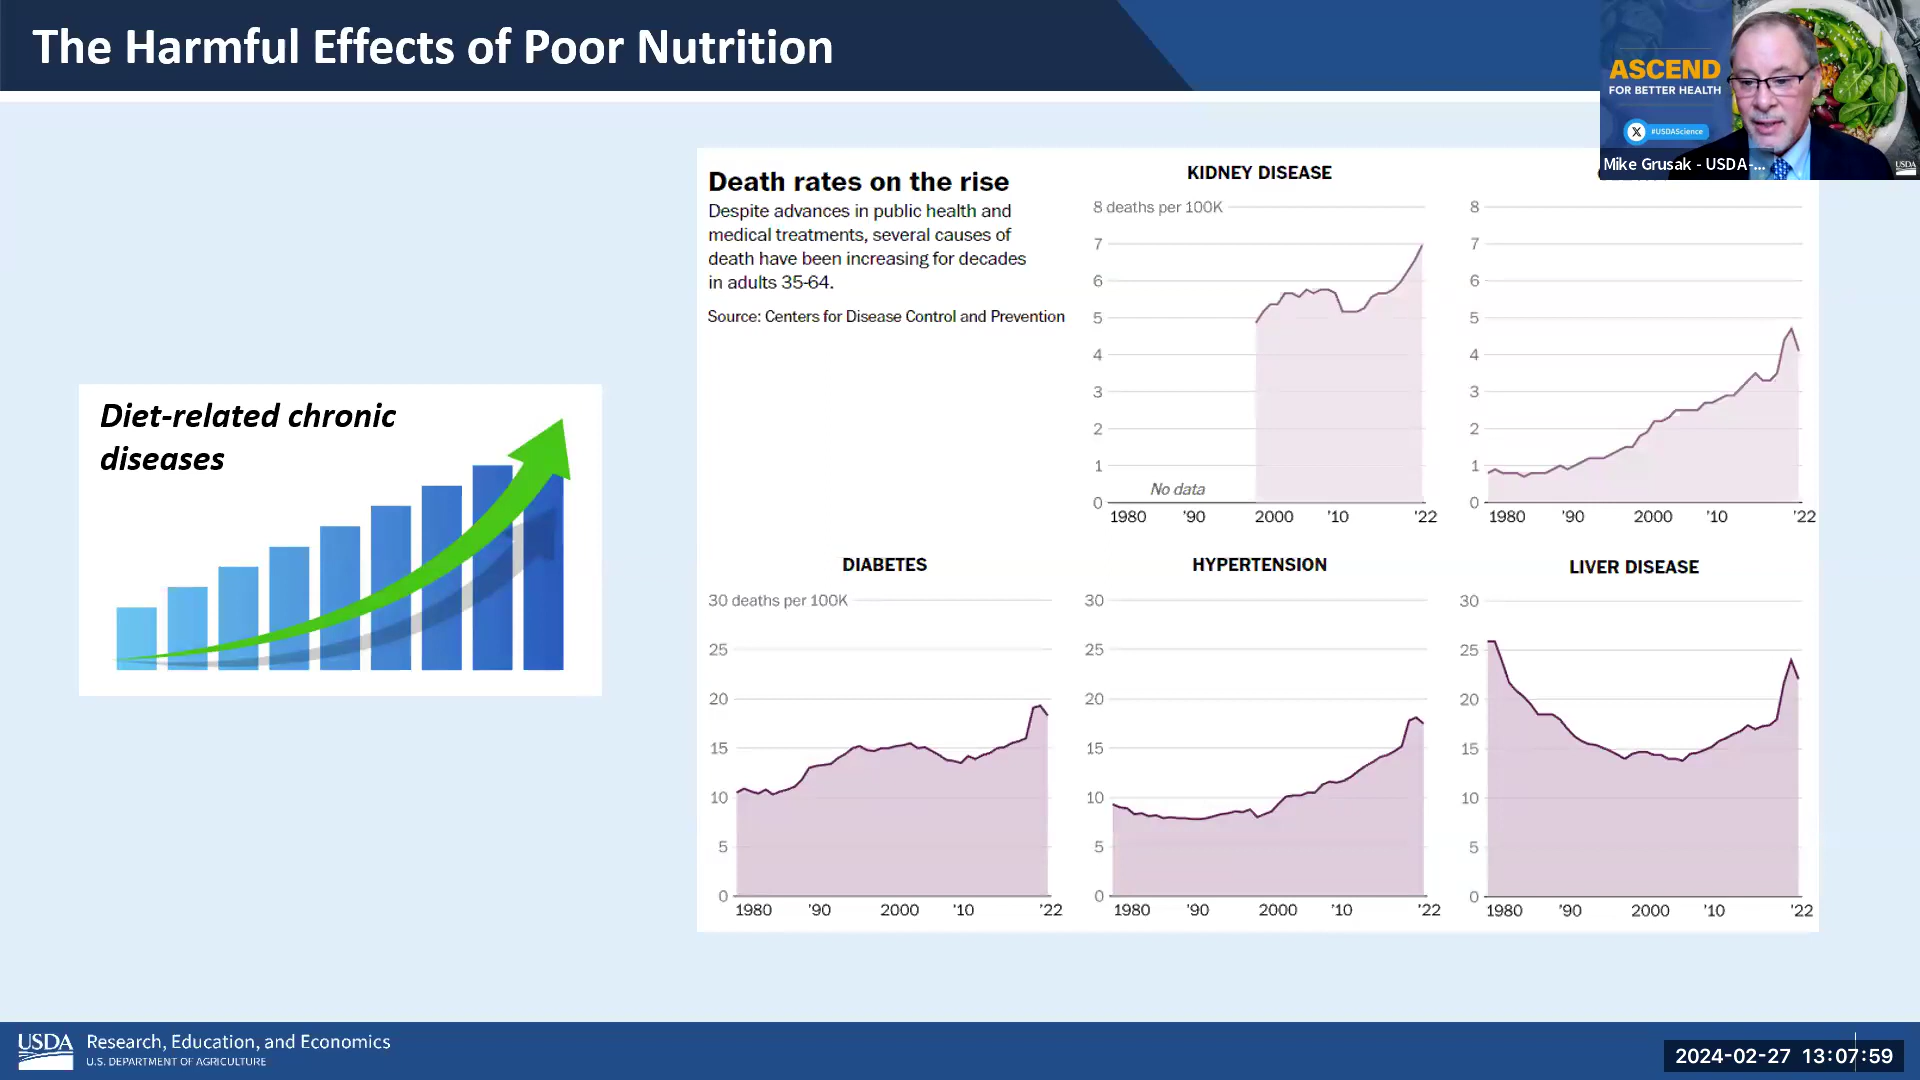 The Harmful Effects of Poor Nutrition
ASCEND
FOR BETTER HEALTH
X #USDAScience
Mike Grusak - USDA-...
USDA
Death rates on the rise
Despite advances in public health and
medical treatments, several causes of
death have been increasing for decades
in adults 35-64.
Source: Centers for Disease Control and Prevention
KIDNEY DISEASE
8 deaths per 100K
7
6
5
4
3
2
1
0
No data
1980 '90 2000 '10 '22
8
7
6
5
4
3
2
1
0
1980 '90 2000 '10 '22
Diet-related chronic
diseases
DIABETES
30 deaths per 100K
25
20
15
10
5
0
1980 '90 2000 '10 '22
HYPERTENSION
30
25
20
15
10
5
0
1980 '90 2000 '10 '22
LIVER DISEASE
30
25
20
15
10
5
0
1980 '90 2000 '10 '22
USDA Research, Education, and Economics
U.S. DEPARTMENT OF AGRICULTURE
2024-02-27 13:07:59